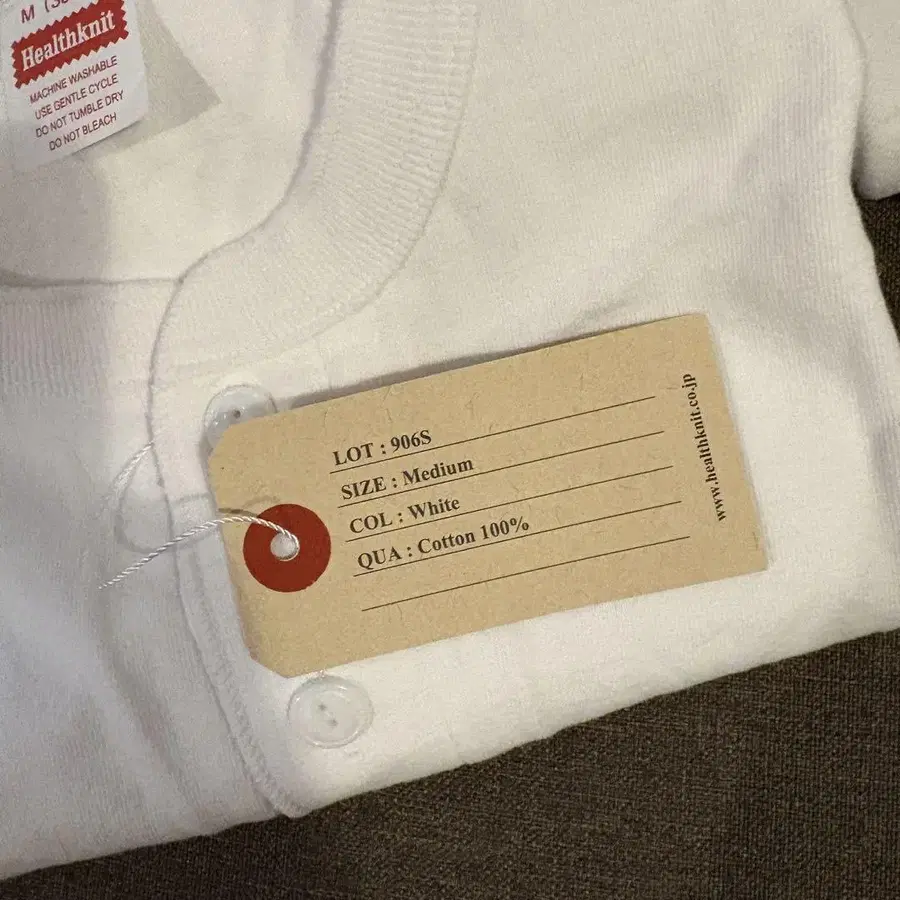 M (38
Healthknit
MACHINE WASHABLE
USE GENTLE CYCLE
DO NOT TUMBLE DRY
DO NOT BLEACH
LOT : 906S
SIZE : Medium
COL : White
QUA : Cotton 100%
www.healthknit.co.jp